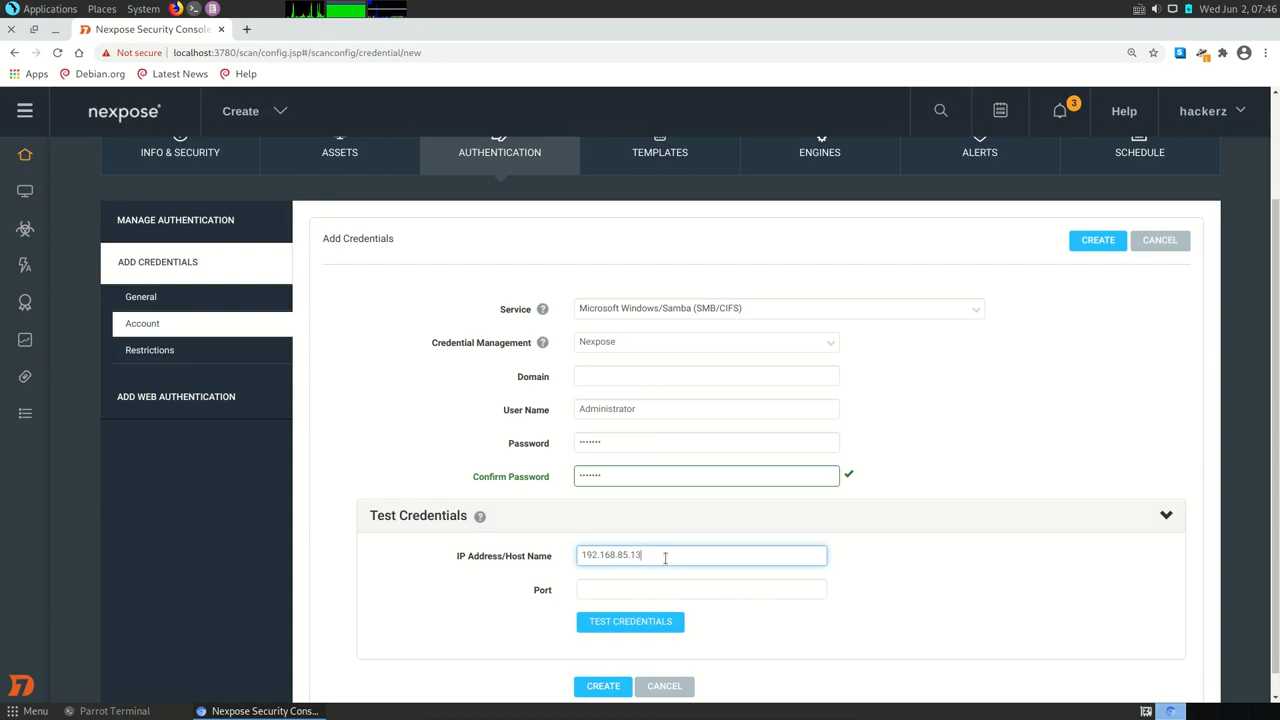 Applications Places System Wed Jun 2, 07:46
Nexpose Security Console
Not secure localhost:3780/scan/config.jsp#/scanconfig/credential/new
Apps Debian.org Latest News Help
nexpose Create 3 Help hackerz
INFO & SECURITY ASSETS AUTHENTICATION TEMPLATES ENGINES ALERTS SCHEDULE
MANAGE AUTHENTICATION
Add Credentials CREATE CANCEL
ADD CREDENTIALS
General
Account
Restrictions
ADD WEB AUTHENTICATION
Service ? Microsoft Windows/Samba (SMB/CIFS)
Credential Management ? Nexpose
Domain
User Name Administrator
Password •••••••
Confirm Password •••••••
Test Credentials ?
IP Address/Host Name 192.168.85.13
Port
TEST CREDENTIALS
CREATE CANCEL
Menu Parrot Terminal Nexpose Security Cons...